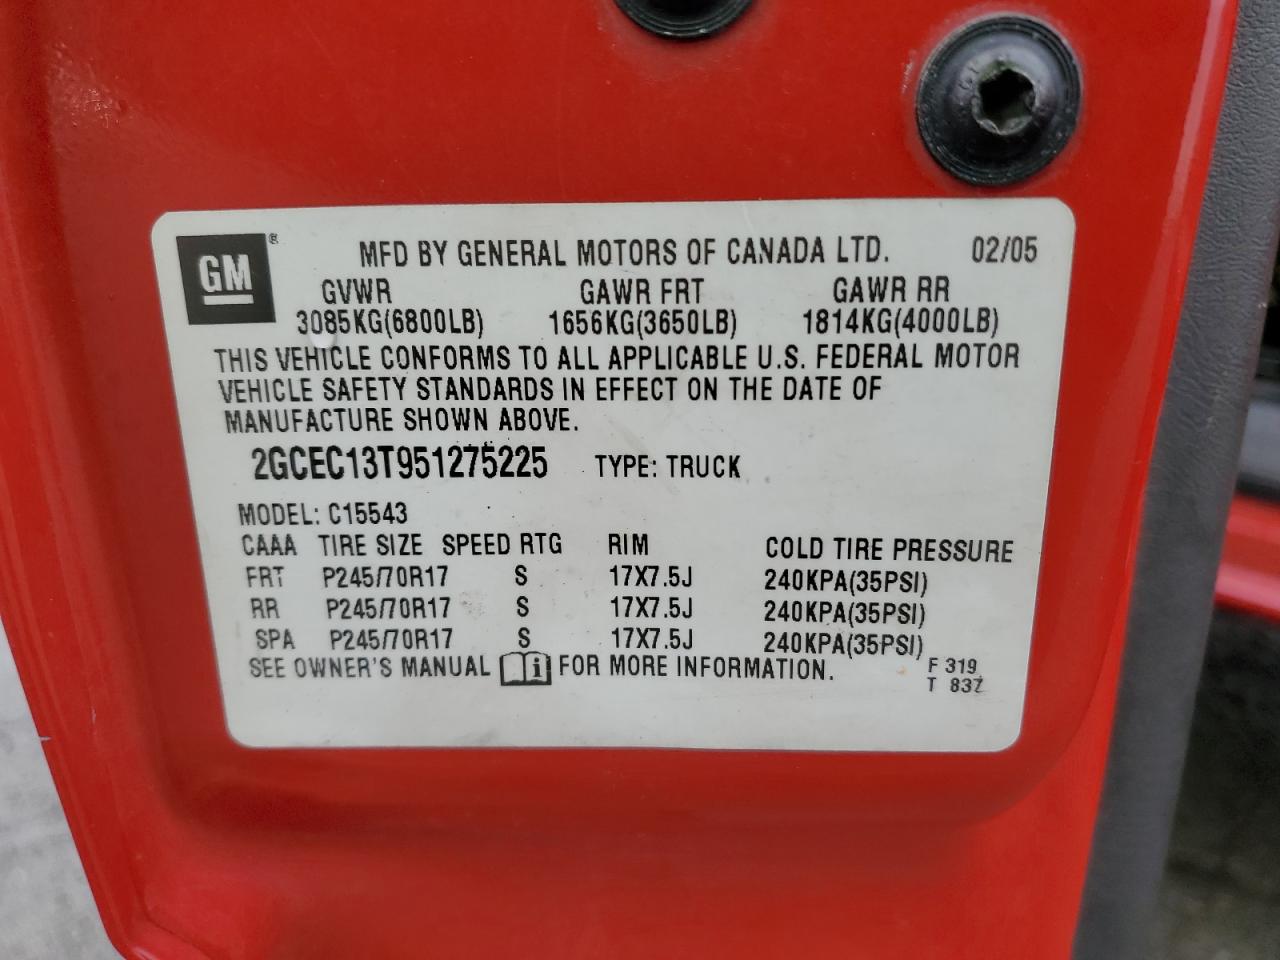 GM ®
MFD BY GENERAL MOTORS OF CANADA LTD. 02/05
GVWR GAWR FRT GAWR RR
3085KG(6800LB) 1656KG(3650LB) 1814KG(4000LB)
THIS VEHICLE CONFORMS TO ALL APPLICABLE U.S. FEDERAL MOTOR
VEHICLE SAFETY STANDARDS IN EFFECT ON THE DATE OF
MANUFACTURE SHOWN ABOVE.
2GCEC13T951275225 TYPE: TRUCK
MODEL: C15543
CAAA TIRE SIZE SPEED RTG RIM COLD TIRE PRESSURE
FRT P245/70R17 S 17X7.5J 240KPA(35PSI)
RR P245/70R17 S 17X7.5J 240KPA(35PSI)
SPA P245/70R17 S 17X7.5J 240KPA(35PSI)
SEE OWNER'S MANUAL i FOR MORE INFORMATION. F 319
T